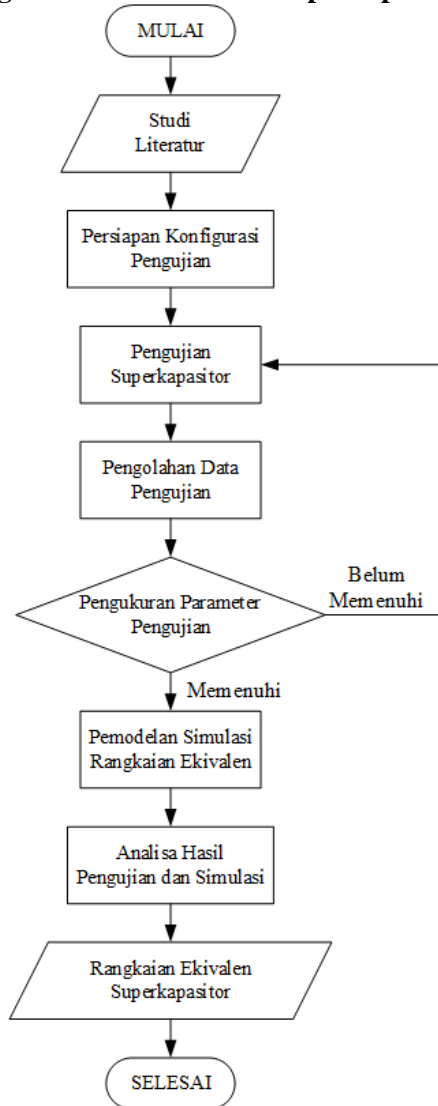 MULAI
Studi
Literatur
Persiapan Konfigurasi
Pengujian
Pengujian
Superkapasitor
Pengolahan Data
Pengujian
Pengukuran Parameter
Pengujian
Belum
Memenuhi
Memenuhi
Pemodelan Simulasi
Rangkaian Ekivalen
Analisa Hasil
Pengujian dan Simulasi
Rangkaian Ekivalen
Superkapasitor
SELESAI